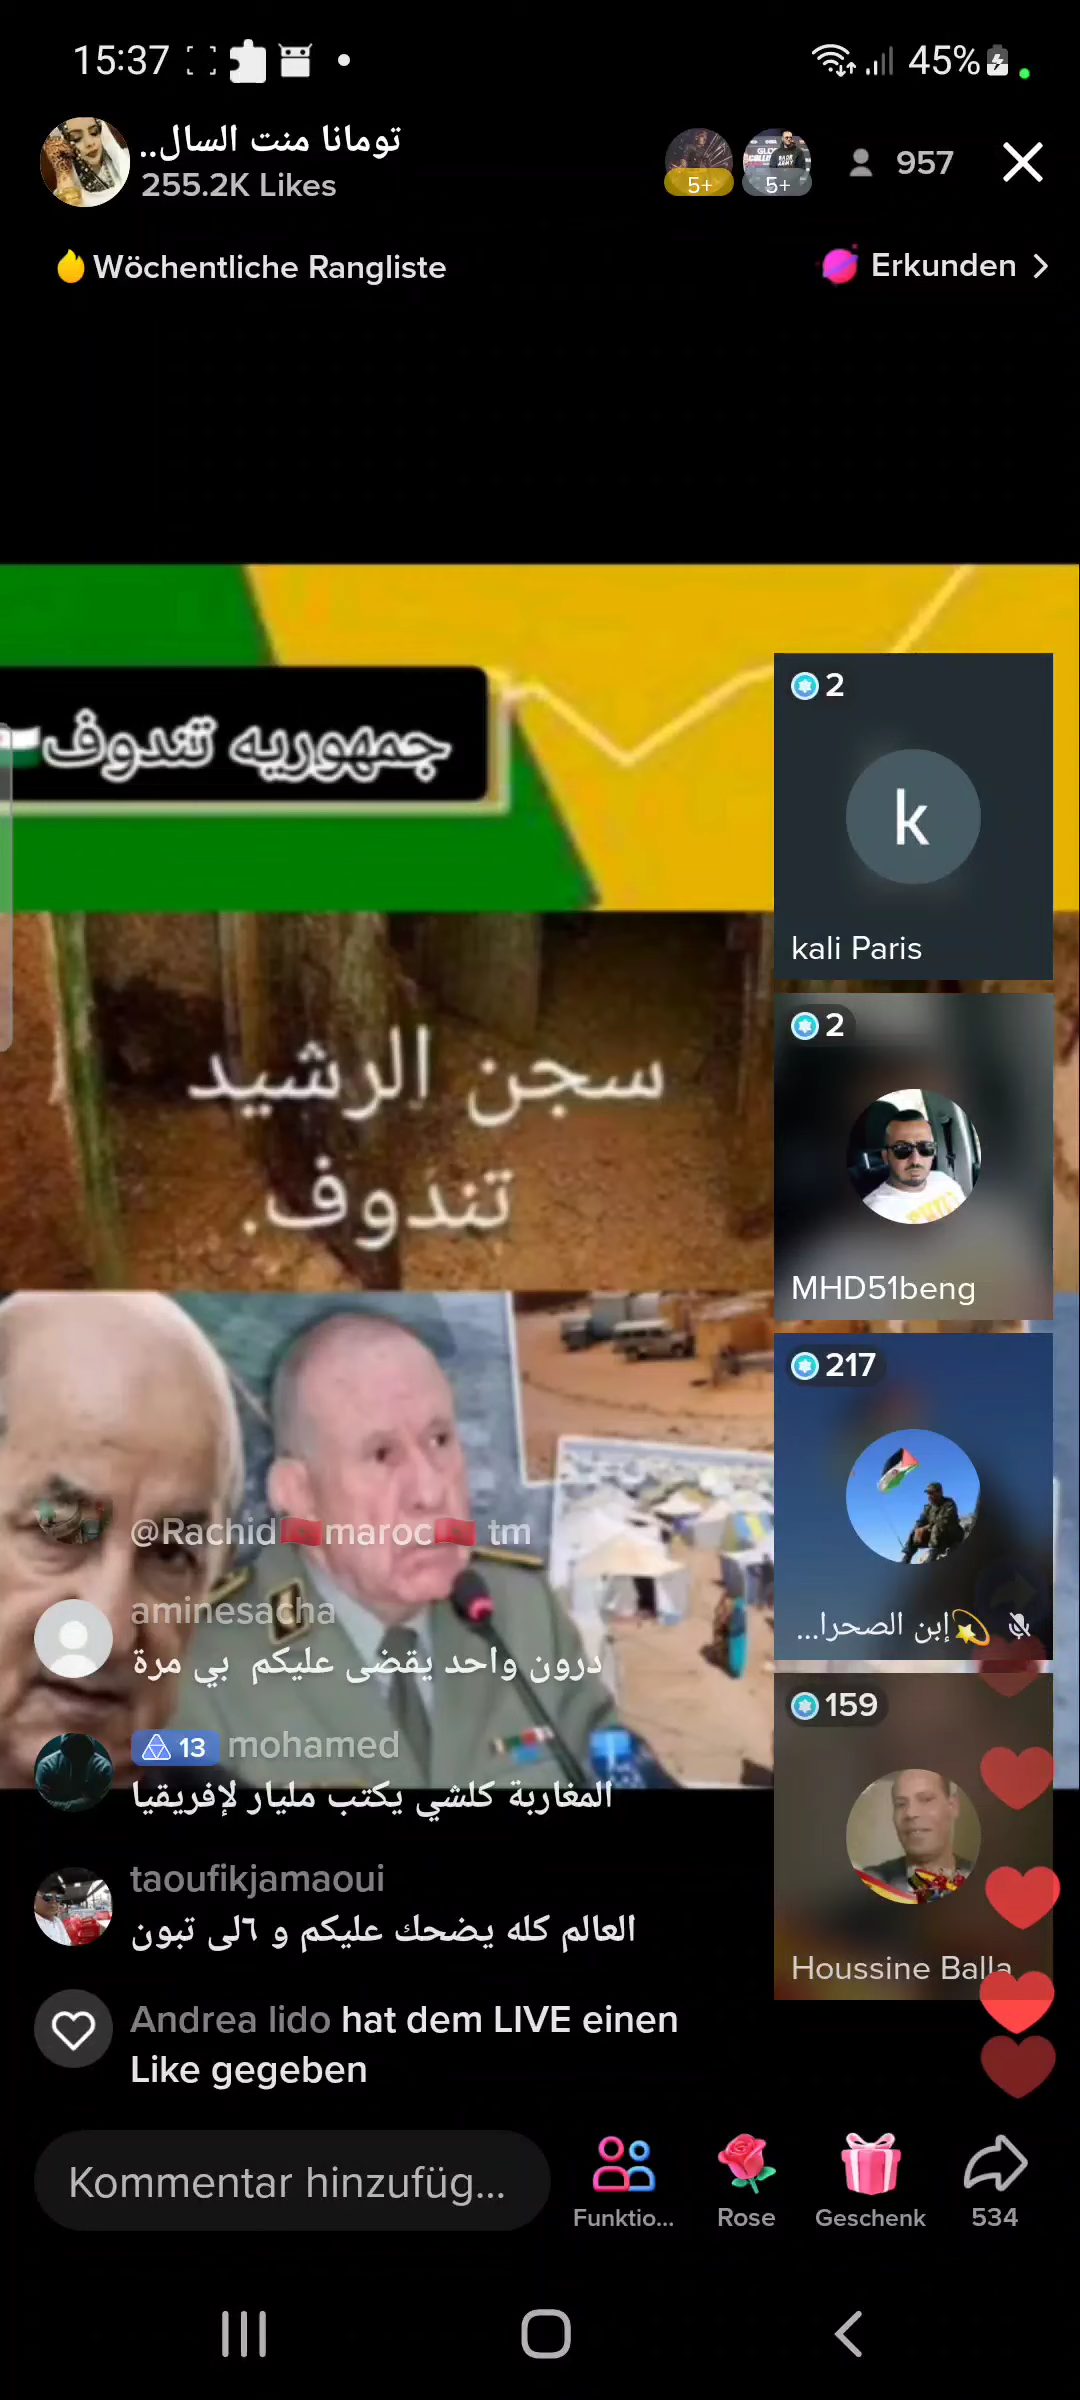 15:37
45%
تومانا منت السال..
255.2K Likes
5+
5+
957
Wöchentliche Rangliste
Erkunden
جمهوريه تندوف
2
kali Paris
سجن الرشيد
تندوف.
2
MHD51beng
217
إبن الصحرا...
159
Houssine Balla
@Rachid🇲🇦maroc🇲🇦 tm
aminesacha
درون واحد يقضى عليكم بي مرة
13 mohamed
المغاربة كلشي يكتب مليار لإفريقيا
taoufikjamaoui
العالم كله يضحك عليكم و ٦لى تبون
Andrea lido hat dem LIVE einen
Like gegeben
Kommentar hinzufüg...
Funktio...
Rose
Geschenk
534